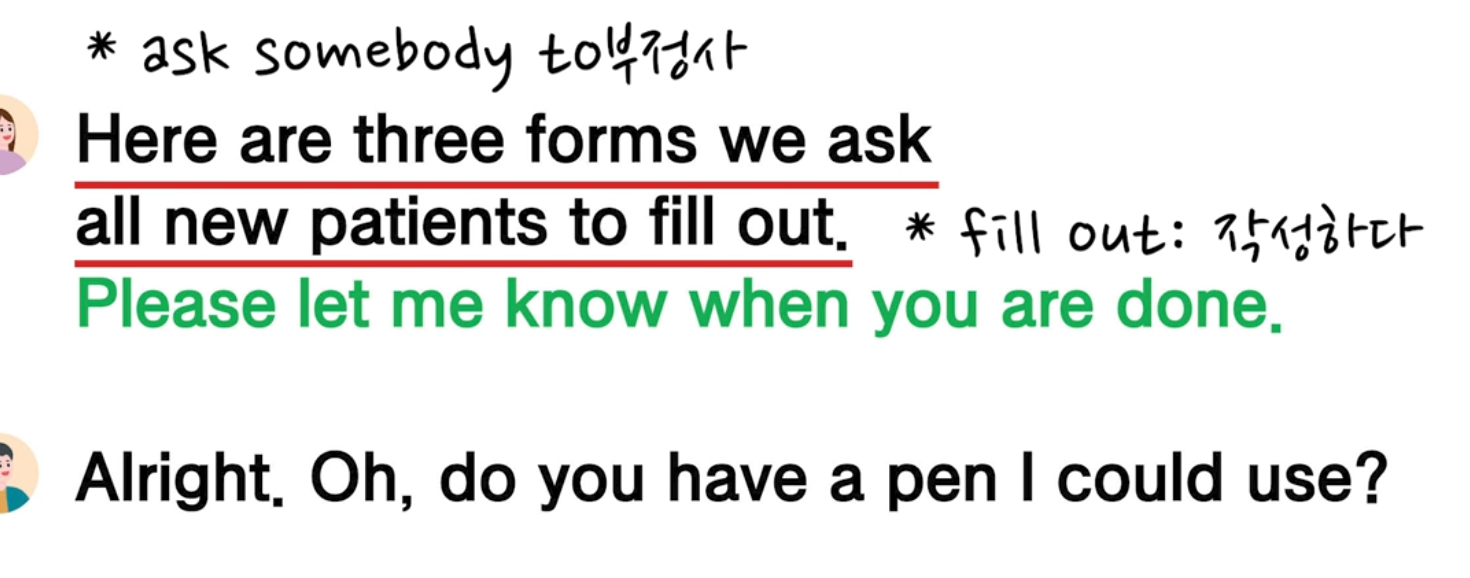 * ask somebody to부정사
Here are three forms we ask
all new patients to fill out. * fill out: 작성하다
Please let me know when you are done.
Alright. Oh, do you have a pen I could use?